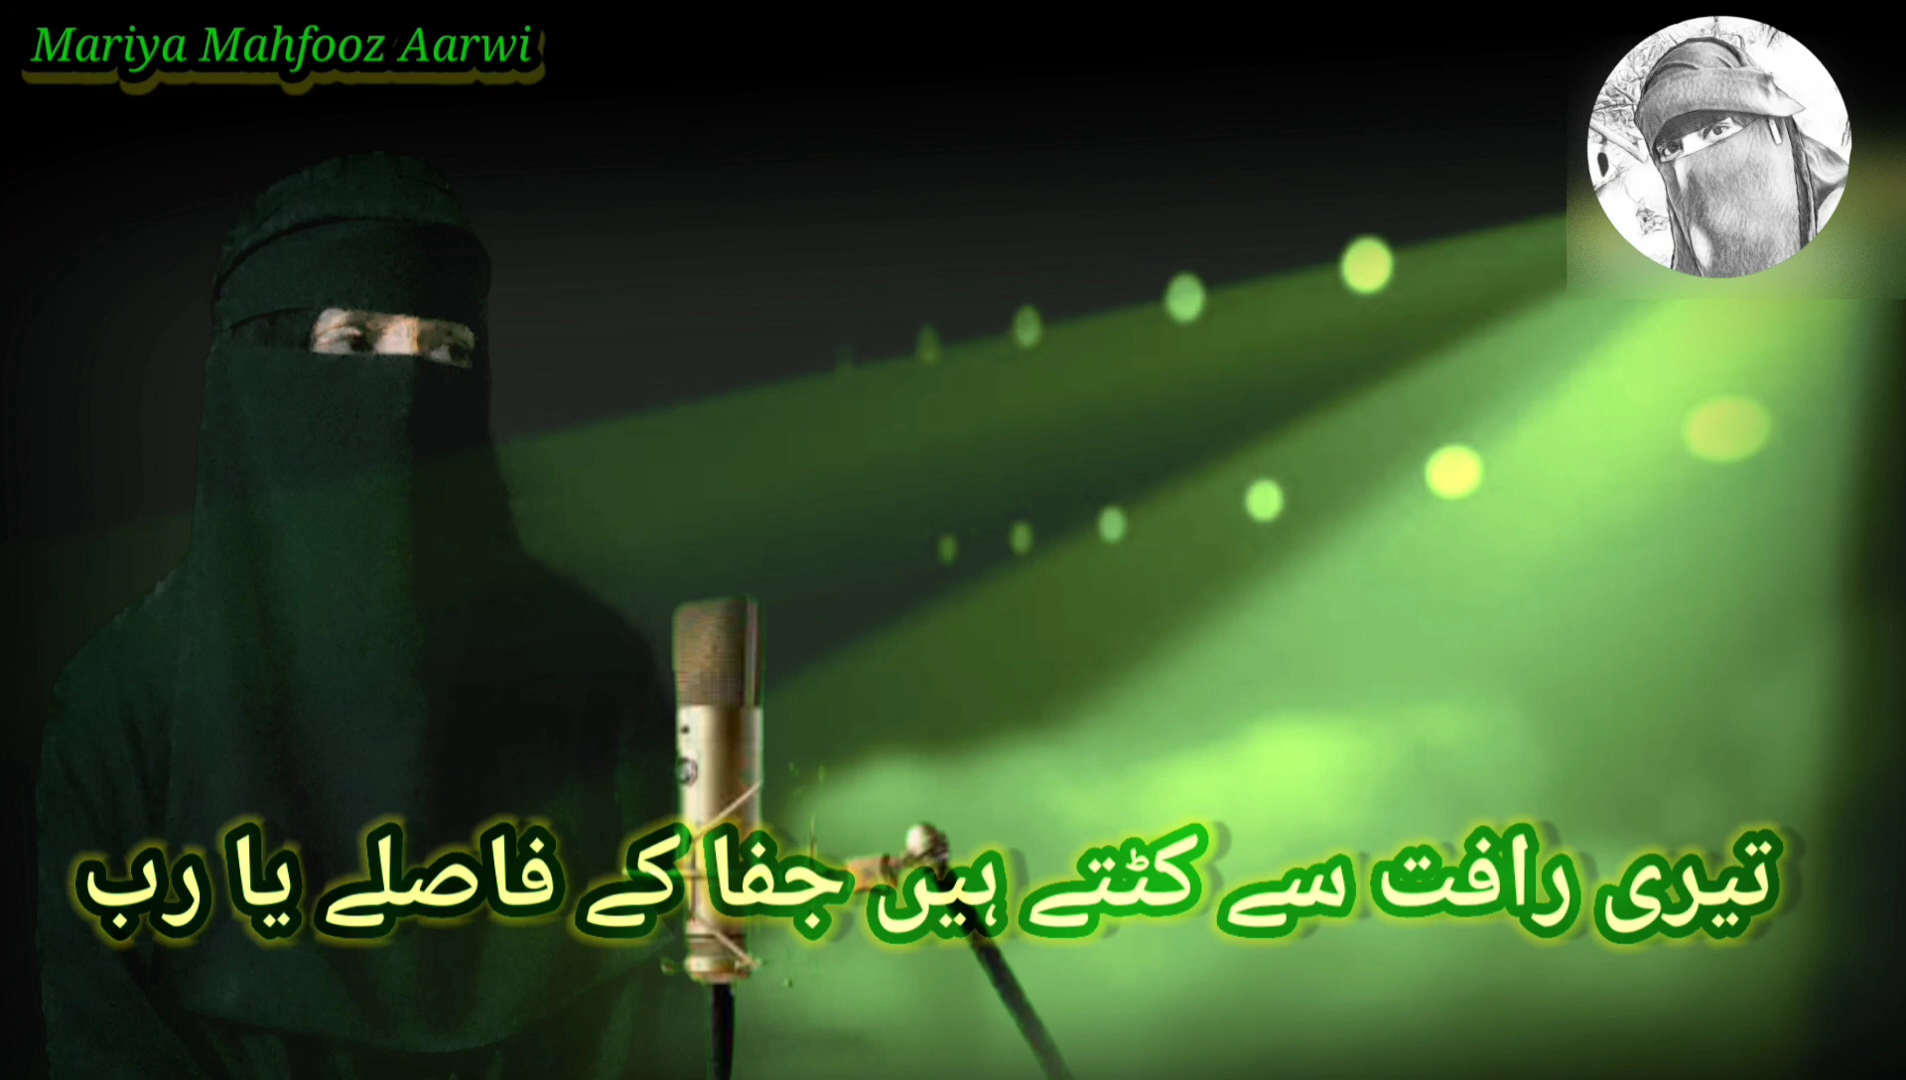 Mariya Mahfooz Aarwi
تیری رافت سے کٹتے ہیں جفا کے فاصلے یا رب